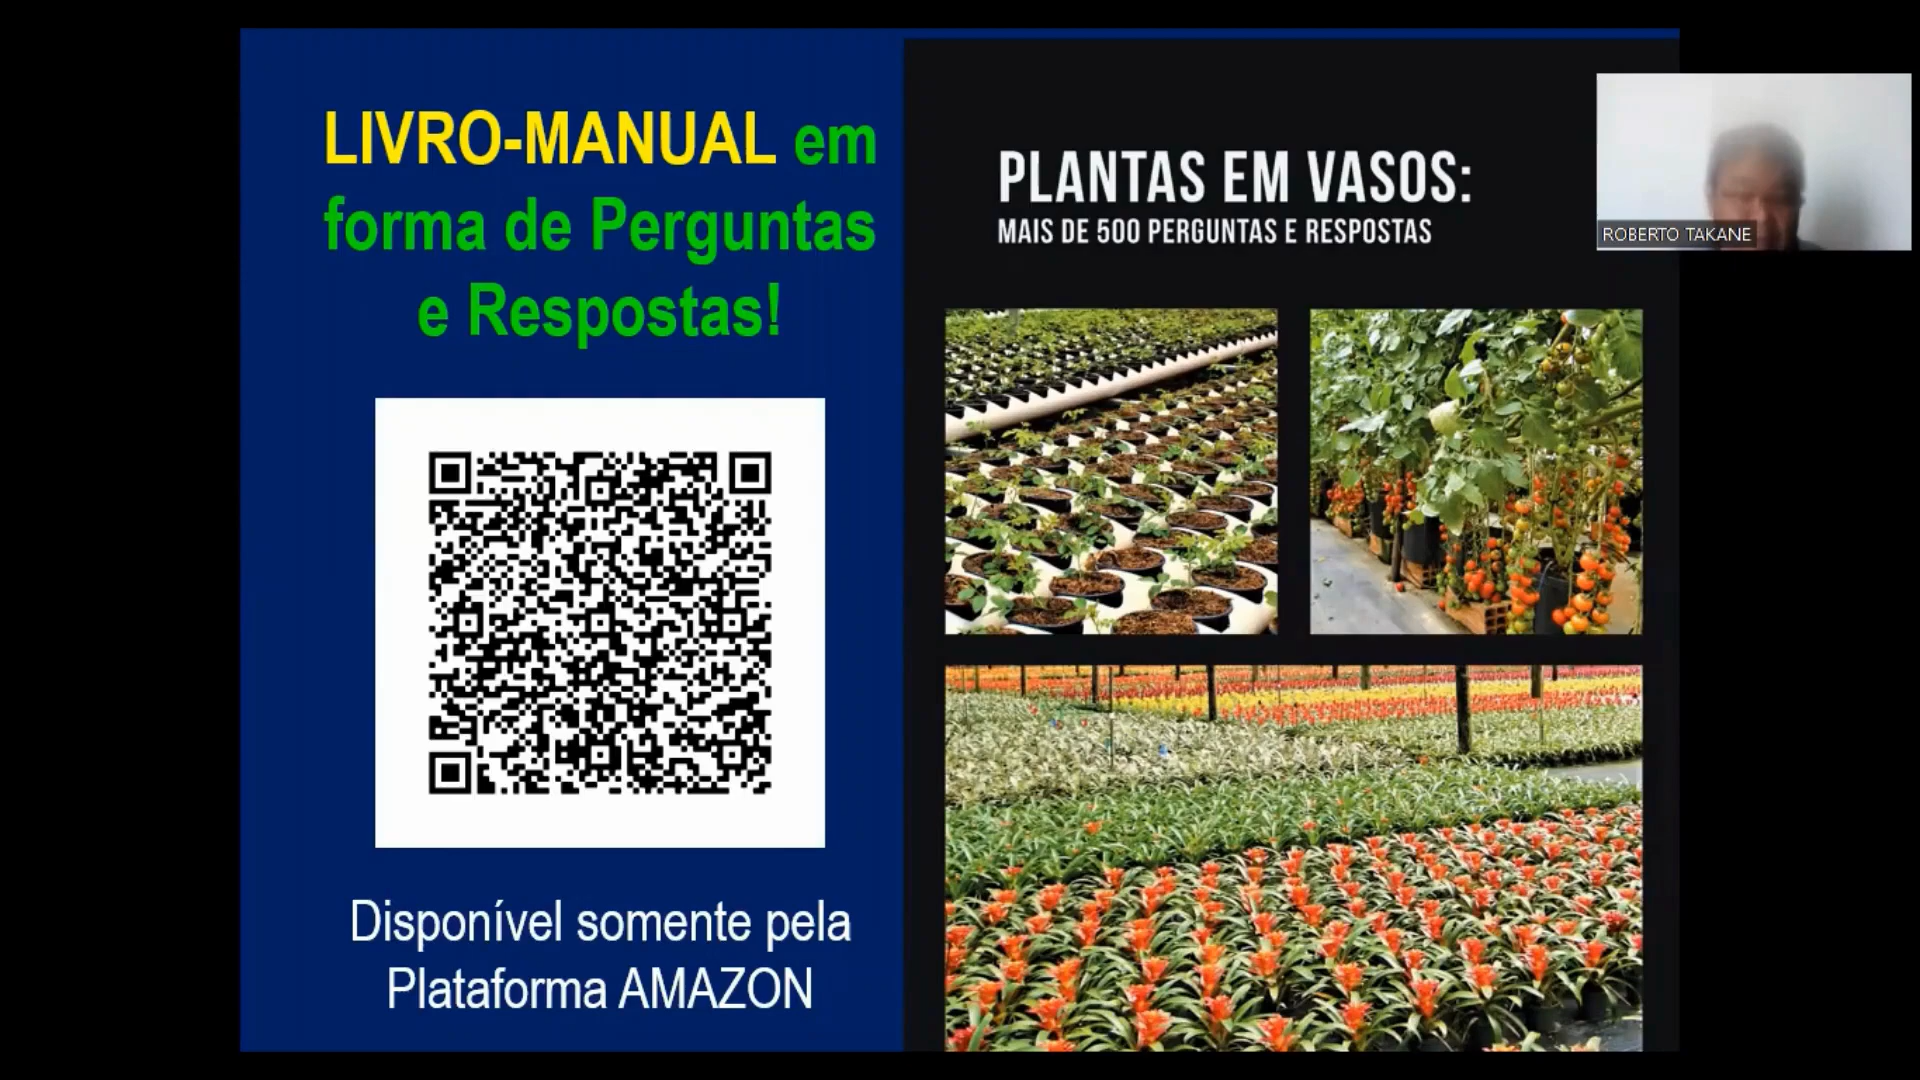 LIVRO-MANUAL em
forma de Perguntas
e Respostas!
Disponível somente pela
Plataforma AMAZON
PLANTAS EM VASOS:
MAIS DE 500 PERGUNTAS E RESPOSTAS
ROBERTO TAKANE